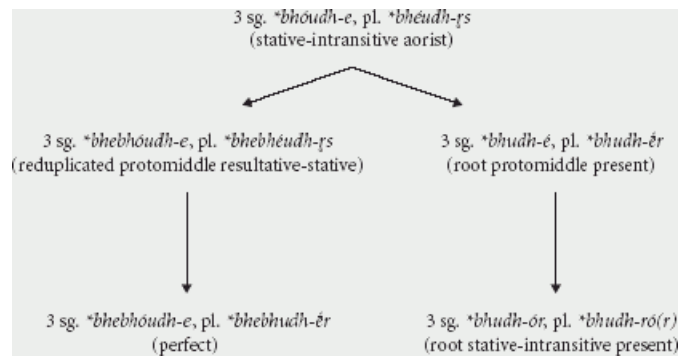 3 sg. *bhóudh-e, pl. *bhéudh-r̥s
(stative-intransitive aorist)
3 sg. *bhebhóudh-e, pl. *bhebhéudh-r̥s
(reduplicated protomiddle resultative-stative)
3 sg. *bhudh-é, pl. *bhudh-ḗr
(root protomiddle present)
3 sg. *bhebhóudh-e, pl. *bhebhudh-ḗr
(perfect)
3 sg. *bhudh-ór, pl. *bhudh-ró(r)
(root stative-intransitive present)